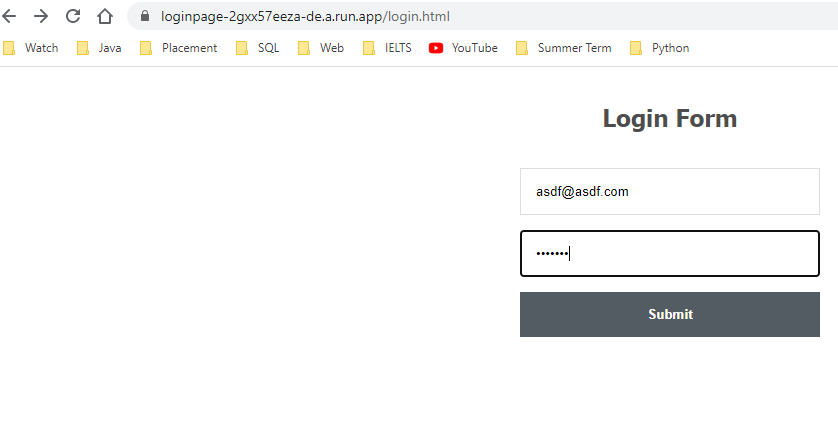 loginpage-2gxx57eeza-de.a.run.app/login.html
Watch Java Placement SQL Web IELTS YouTube Summer Term Python
Login Form
asdf@asdf.com
•••••••
Submit